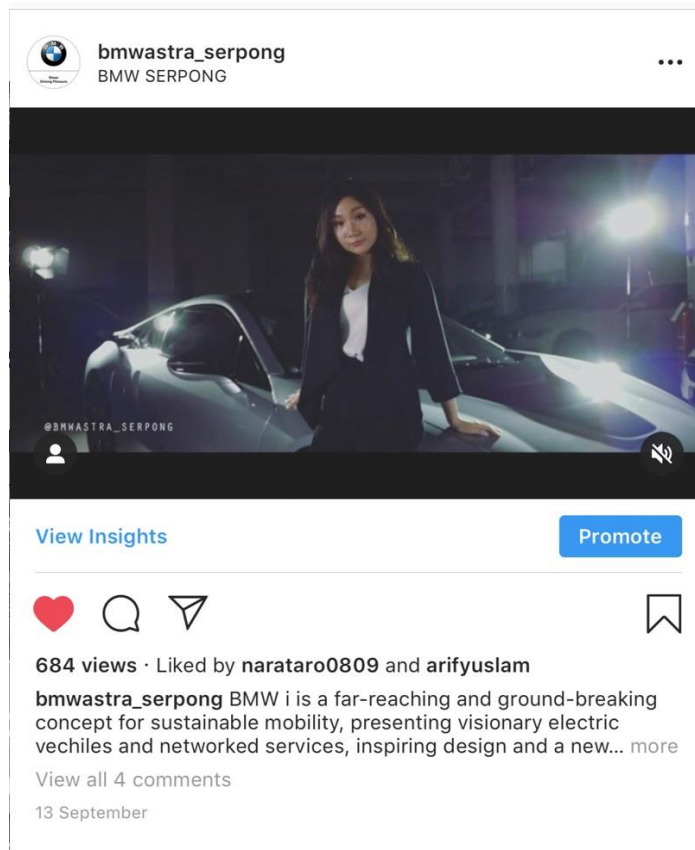 bmwastra_serpong
BMW SERPONG
@BMWASTRA_SERPONG
View Insights
Promote
684 views · Liked by narataro0809 and arifyuslam
bmwastra_serpong BMW i is a far-reaching and ground-breaking
concept for sustainable mobility, presenting visionary electric
vechiles and networked services, inspiring design and a new... more
View all 4 comments
13 September